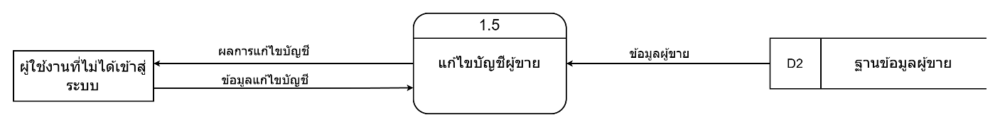 1.5
ผลการแก้ไขบัญชี
ข้อมูลผู้ขาย
ผู้ใช้งานที่ไม่ได้เข้าสู่
ระบบ
แก้ไขบัญชีผู้ขาย
D2
ฐานข้อมูลผู้ขาย
ข้อมูลแก้ไขบัญชี